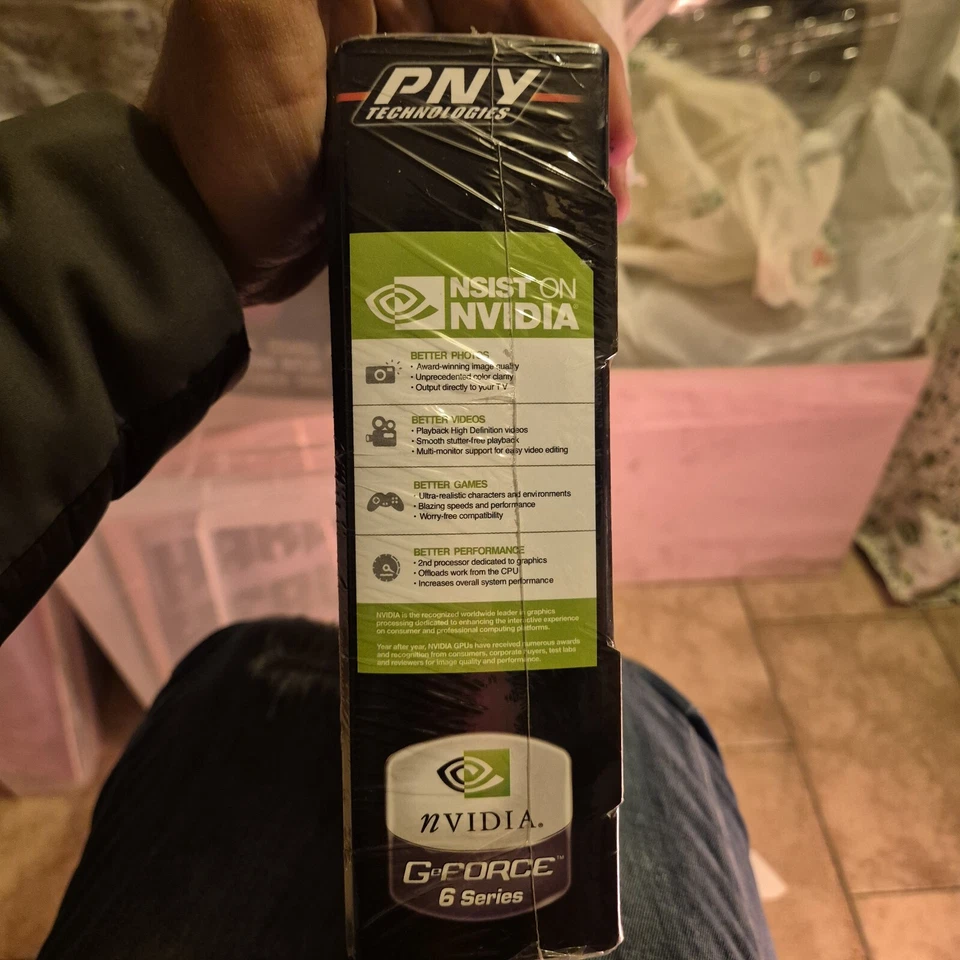 PNY
TECHNOLOGIES
NSIST ON
NVIDIA
BETTER PHOTOS
• Award-winning image quality
• Unprecedented color clarity
• Output directly to your TV
BETTER VIDEOS
• Playback High Definition videos
• Smooth stutter-free playback
• Multi-monitor support for easy video editing
BETTER GAMES
• Ultra-realistic characters and environments
• Blazing speeds and performance
• Worry-free compatibility
BETTER PERFORMANCE
• 2nd processor dedicated to graphics
• Offloads work from the CPU
• Increases overall system performance
NVIDIA is the recognized worldwide leader in graphics
processing dedicated to enhancing the interactive experience
on consumer and professional computing platforms.
Year after year, NVIDIA GPUs have received numerous awards
and recognition from consumers, corporate buyers, test labs
and reviewers for image quality and performance.
nVIDIA®
GeFORCE™
6 Series